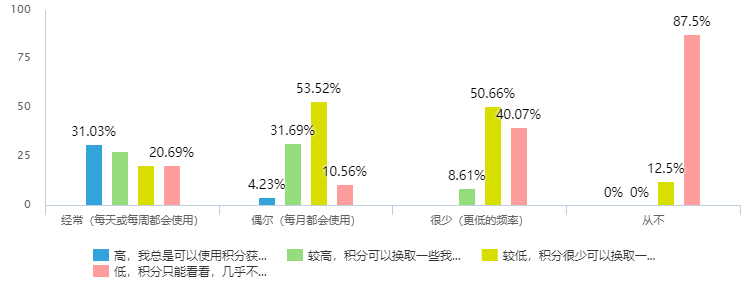 100
75
50
25
0
31.03%
20.69%
4.23%
31.69%
53.52%
10.56%
8.61%
50.66%
40.07%
0%
0%
12.5%
87.5%
经常（每天或每周都会使用）
偶尔（每月都会使用）
很少（更低的频率）
从不
高，我总是可以使用积分获...
较高，积分可以换取一些我...
较低，积分很少可以换取一...
低，积分只能看看，几乎不...